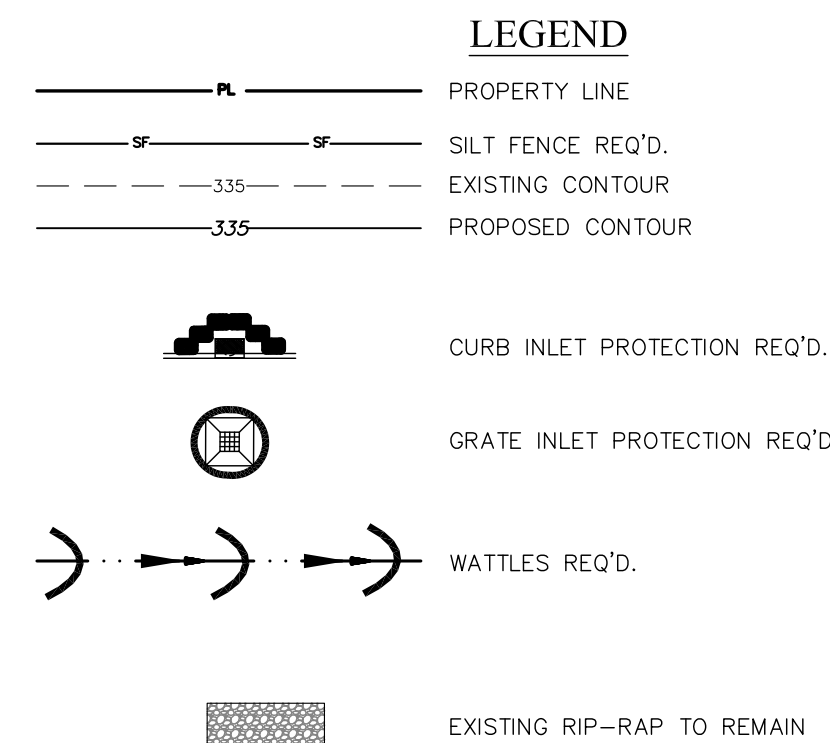 LEGEND
PL PROPERTY LINE
SF SF SILT FENCE REQ'D.
335 EXISTING CONTOUR
335 PROPOSED CONTOUR
CURB INLET PROTECTION REQ'D.
GRATE INLET PROTECTION REQ'D
WATTLES REQ'D.
EXISTING RIP-RAP TO REMAIN